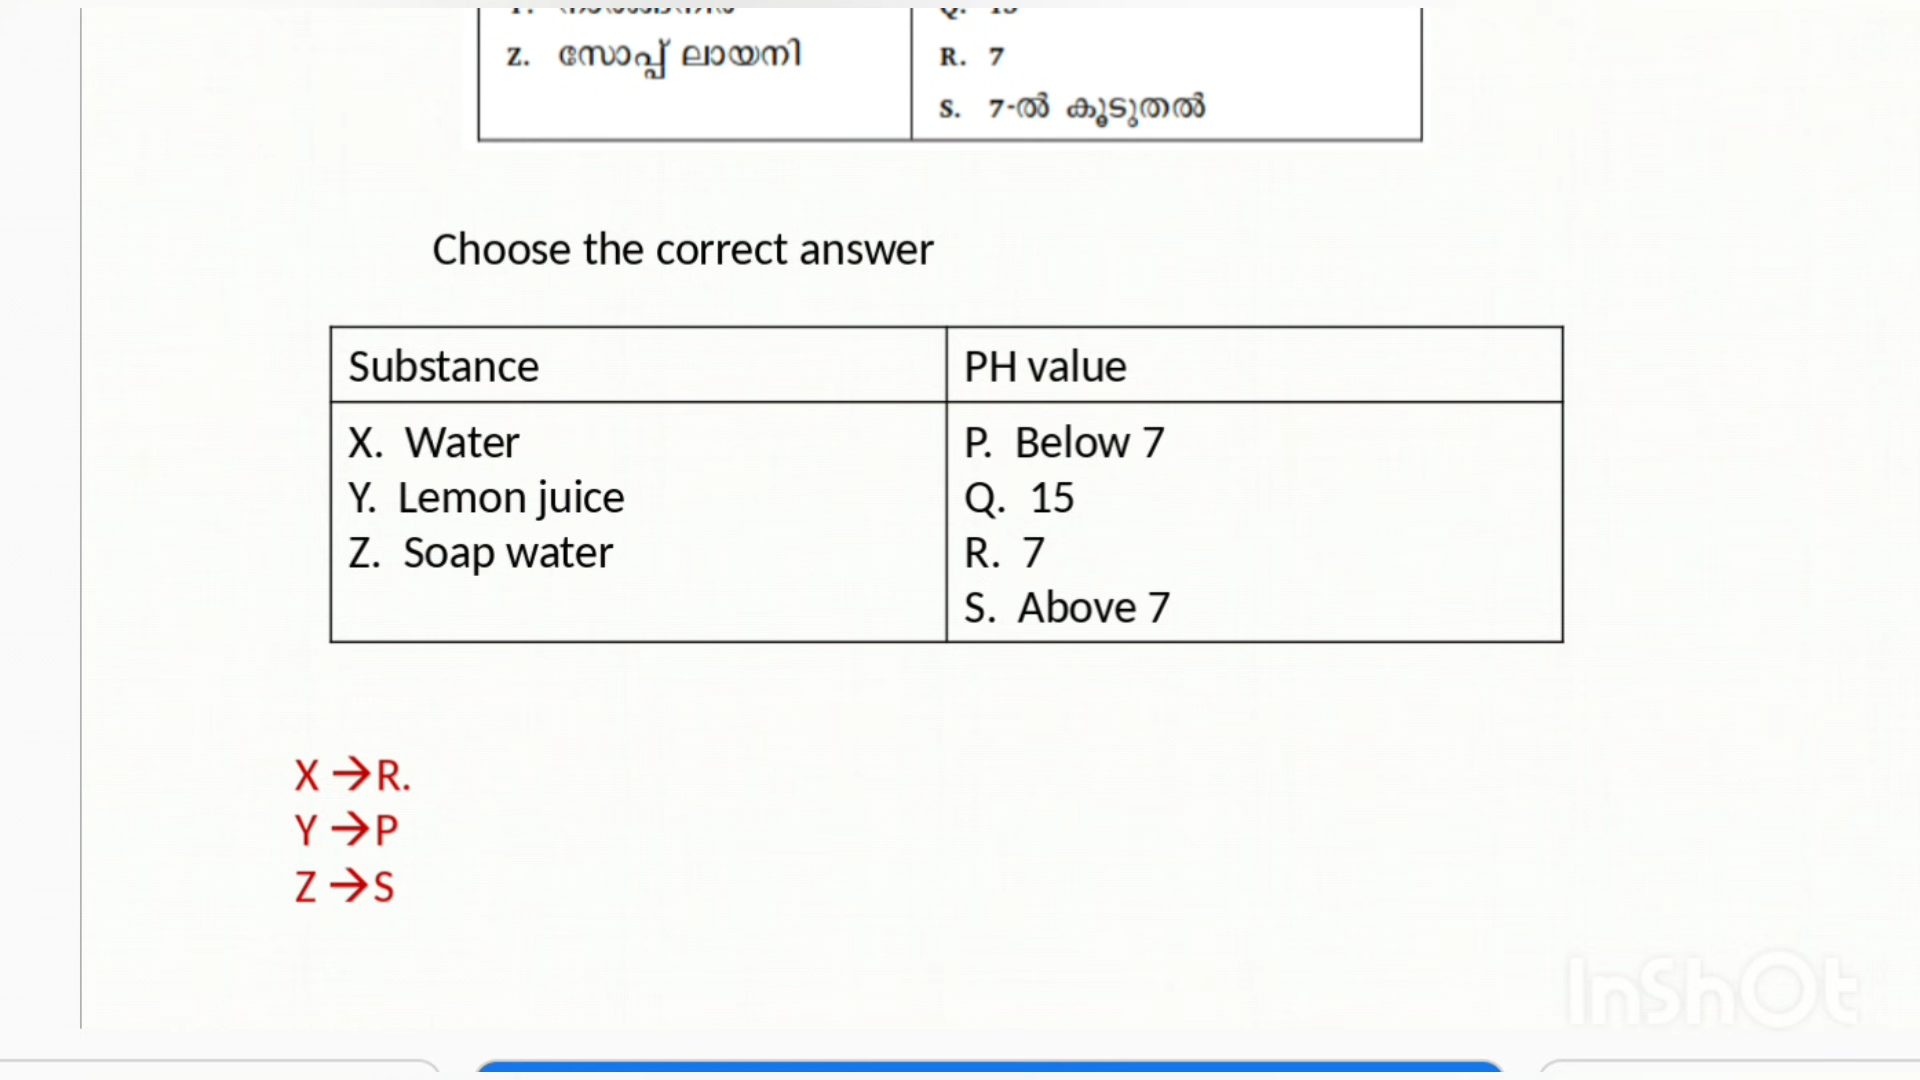 Z. സോപ്പ് ലായനി
R. 7
S. 7-ൽ കൂടുതൽ
Choose the correct answer
Substance
PH value
X. Water
Y. Lemon juice
Z. Soap water
P. Below 7
Q. 15
R. 7
S. Above 7
X →R.
Y →P
Z →S
InShOt